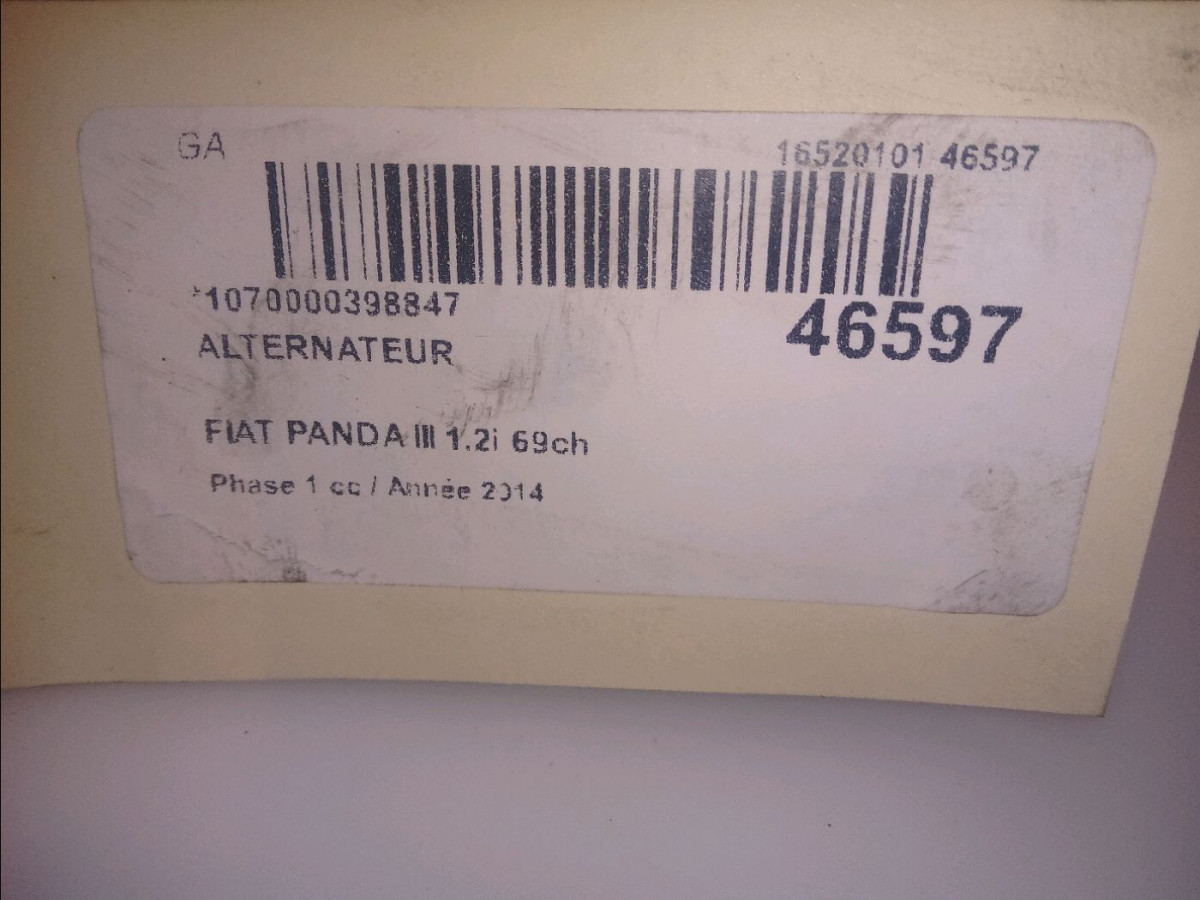 GA
16520101 46597
*1070000398847
46597
ALTERNATEUR
FIAT PANDA III 1.2i 69ch
Phase 1 cc / Année 2014